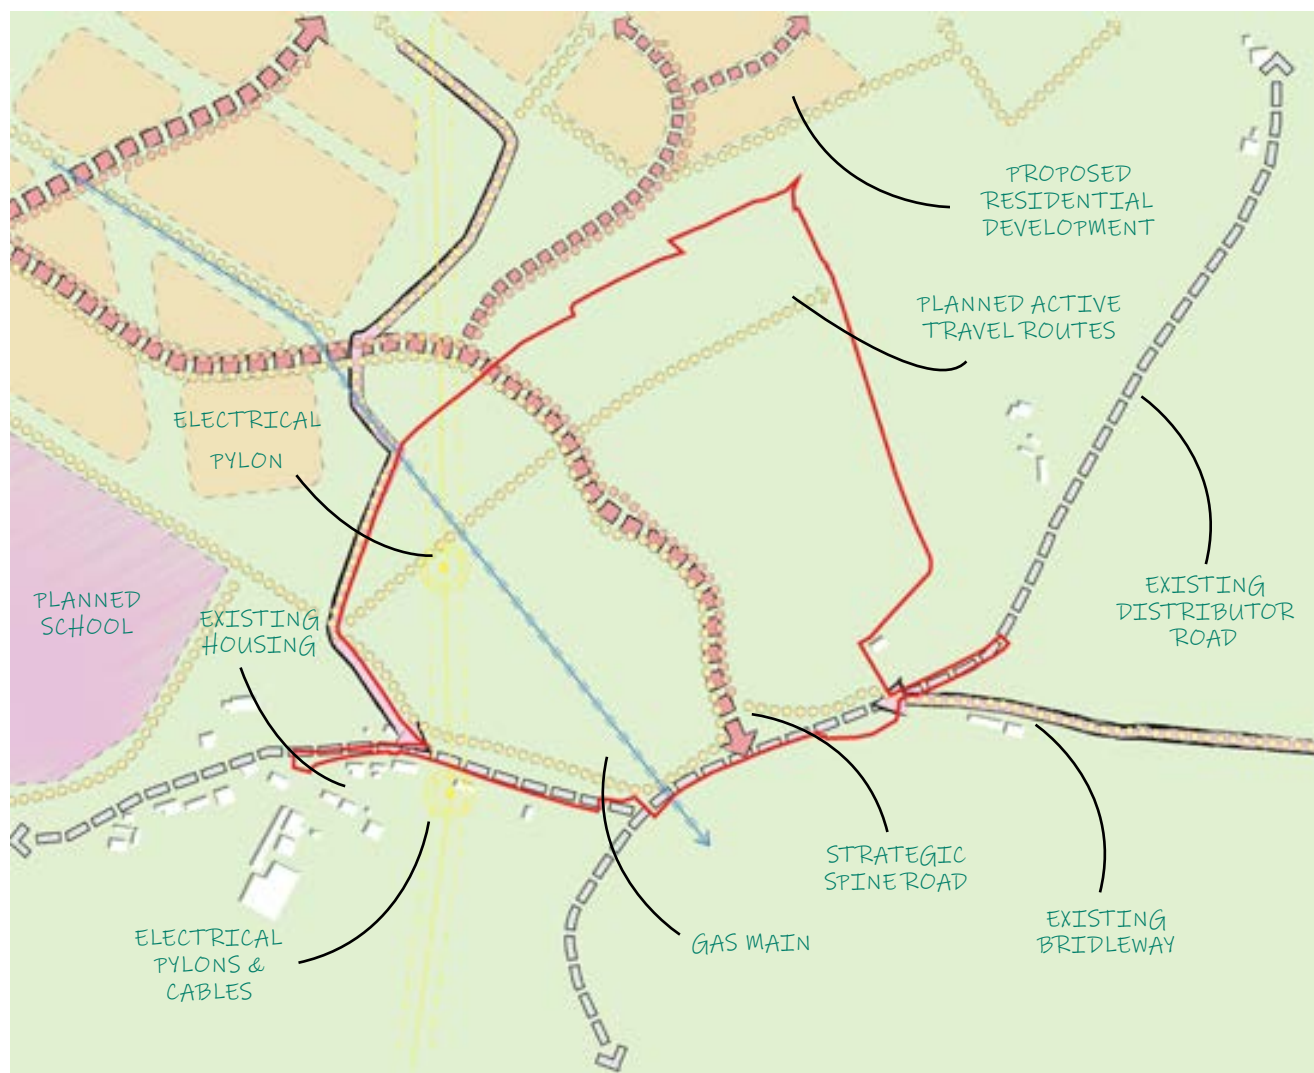 PROPOSED
RESIDENTIAL
DEVELOPMENT
PLANNED ACTIVE
TRAVEL ROUTES
ELECTRICAL
PYLON
PLANNED
SCHOOL
EXISTING
HOUSING
EXISTING
DISTRIBUTOR
ROAD
STRATEGIC
SPINE ROAD
EXISTING
BRIDLEWAY
GAS MAIN
ELECTRICAL
PYLONS &
CABLES